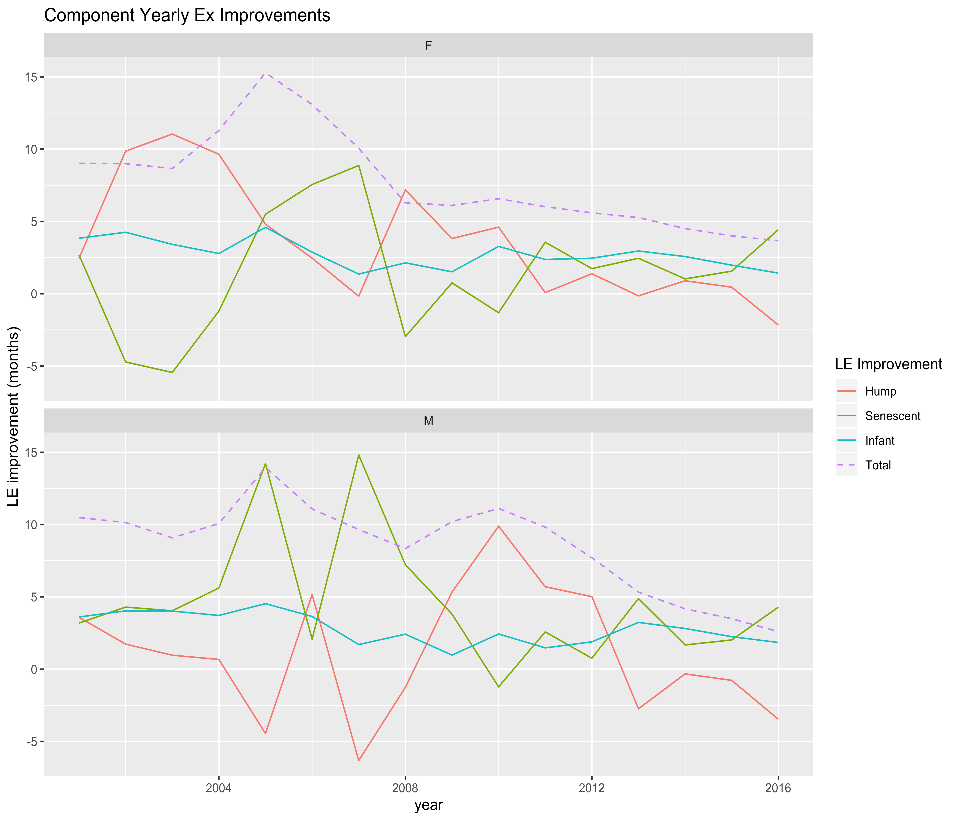 Component Yearly Ex Improvements
F
15
10
5
0
-5
M
15
10
5
0
-5
LE improvement (months)
2004 2008 2012 2016
year
LE Improvement
Hump
Senescent
Infant
Total